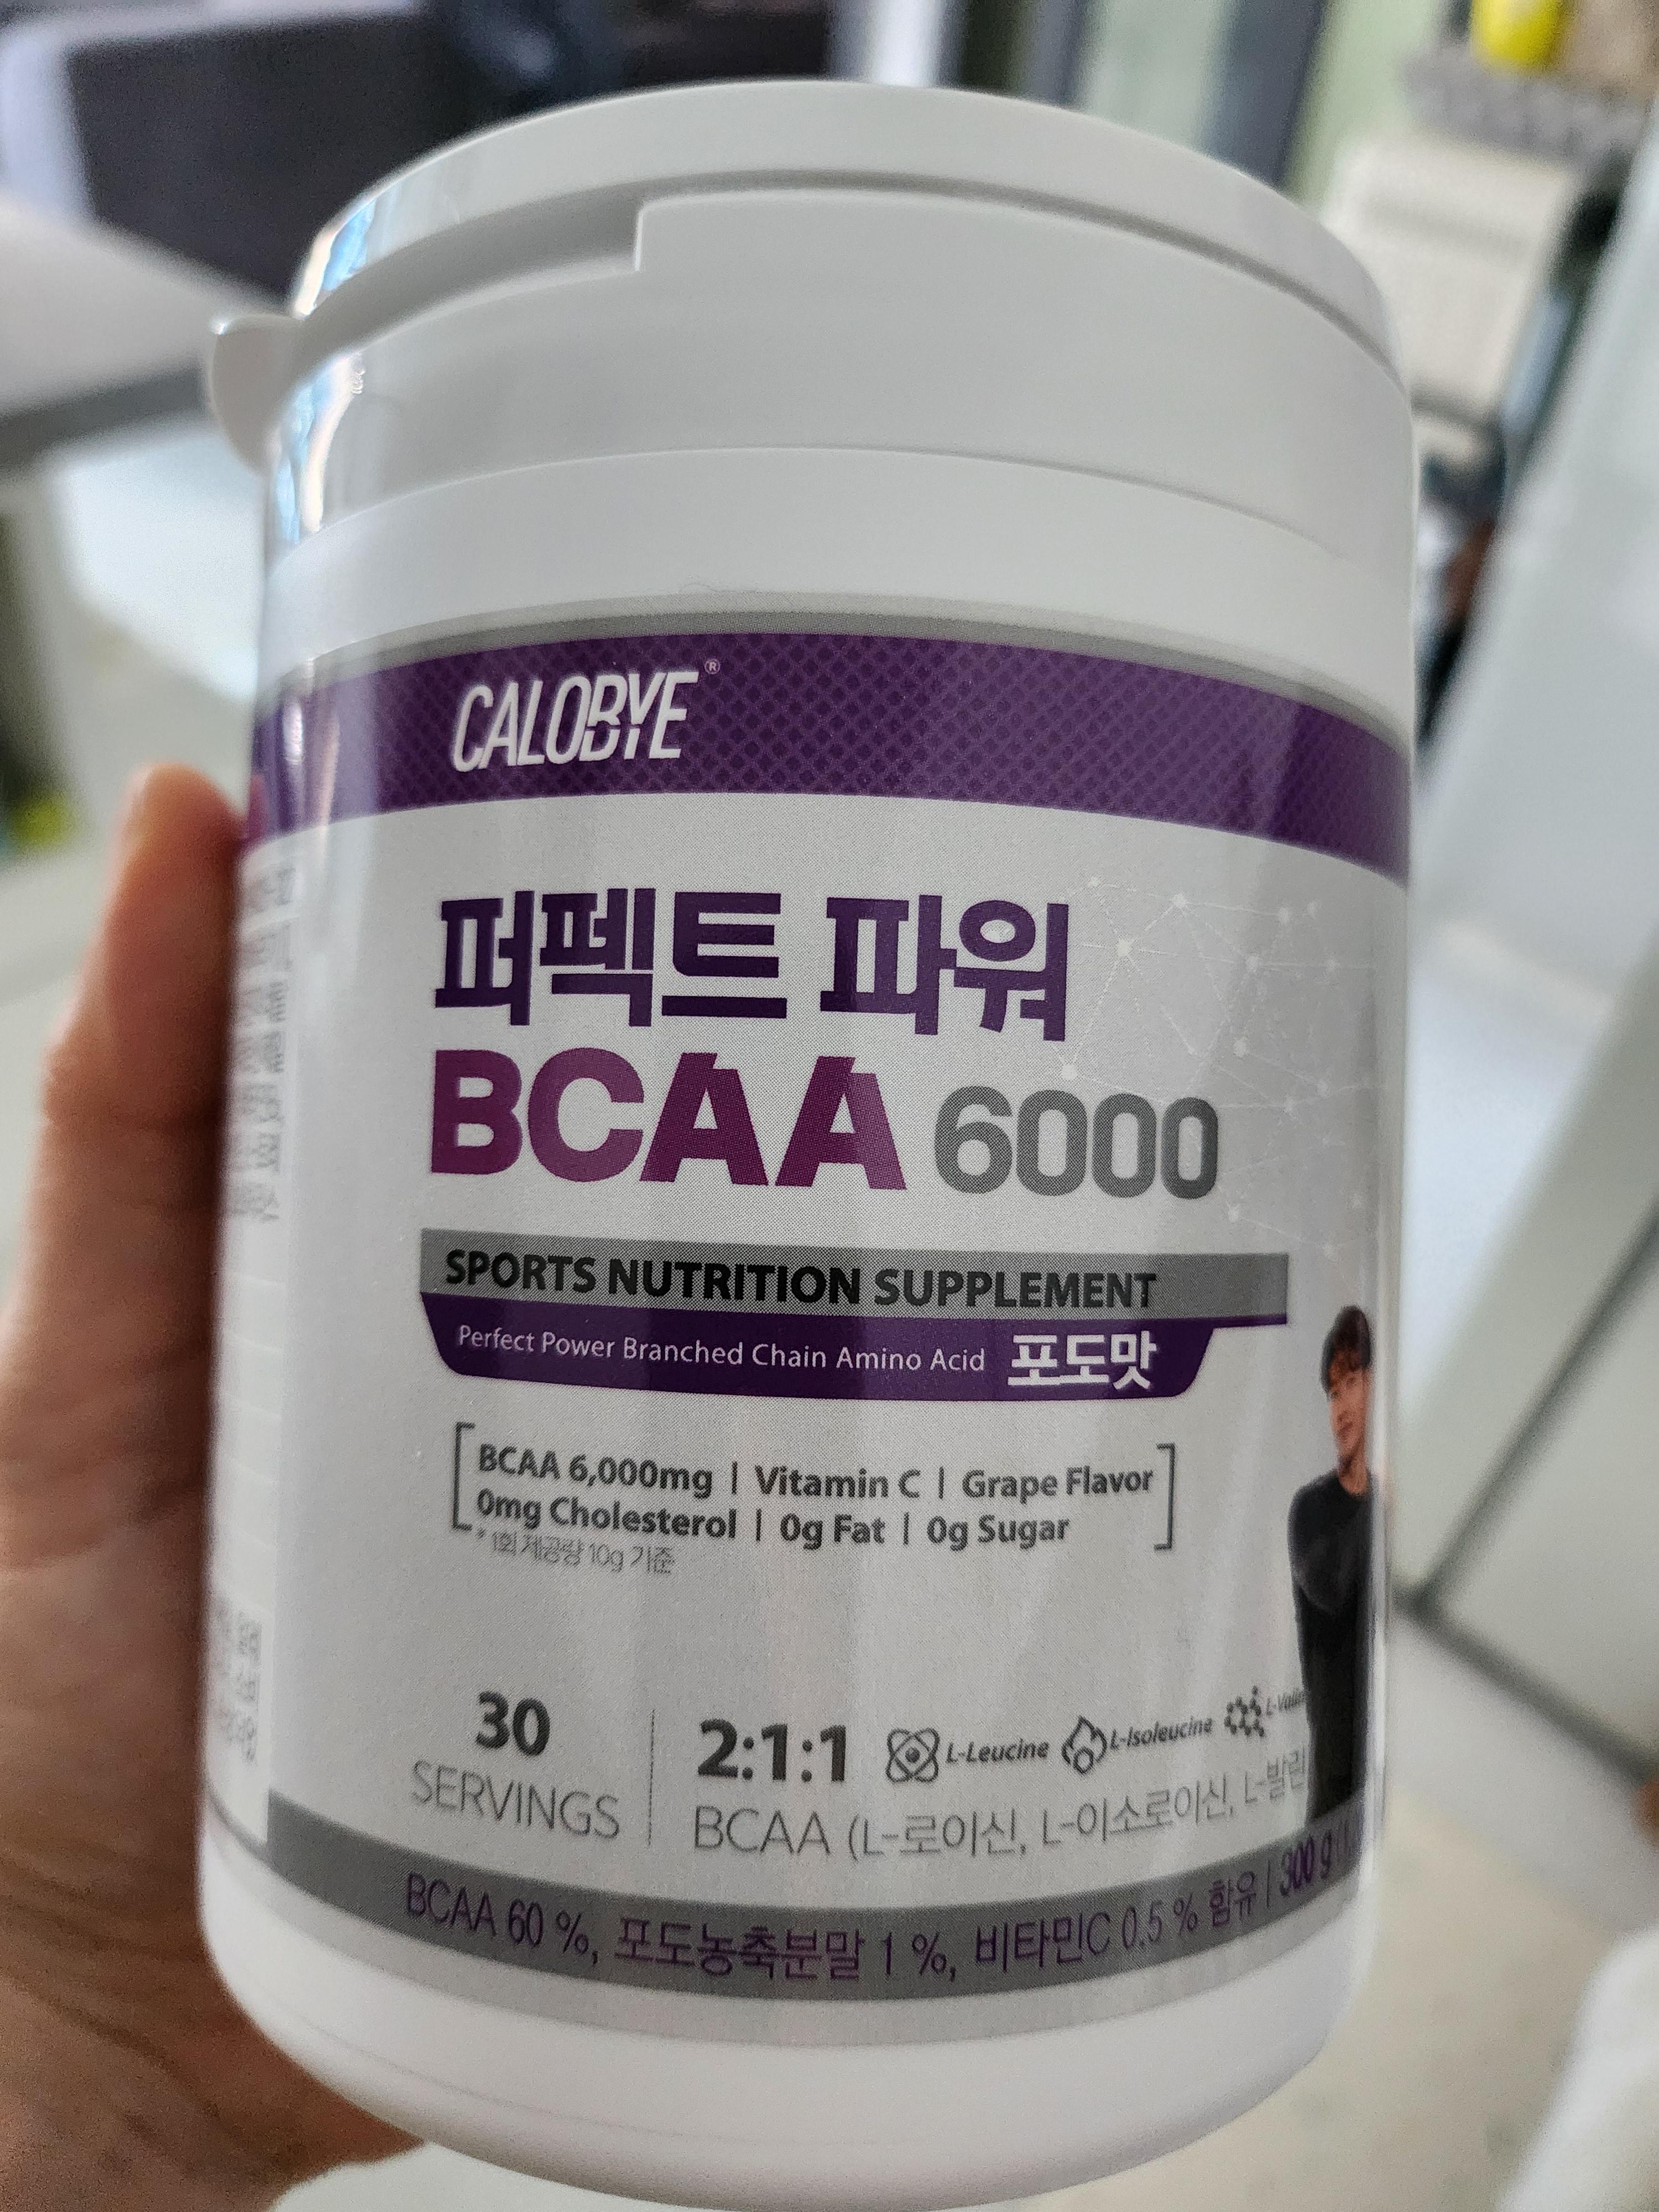 CALOBYE®
퍼펙트 파워
BCAA 6000
SPORTS NUTRITION SUPPLEMENT
Perfect Power Branched Chain Amino Acid 포도맛
BCAA 6,000mg | Vitamin C | Grape Flavor
0mg Cholesterol | 0g Fat | 0g Sugar
* 1회 제공량 10g 기준
30
SERVINGS
2:1:1 L-Leucine L-Isoleucine
BCAA (L-로이신, L-이소로이신, L-발린
BCAA 60 %, 포도농축분말 1 %, 비타민C 0.5 % 함유 | 300 g